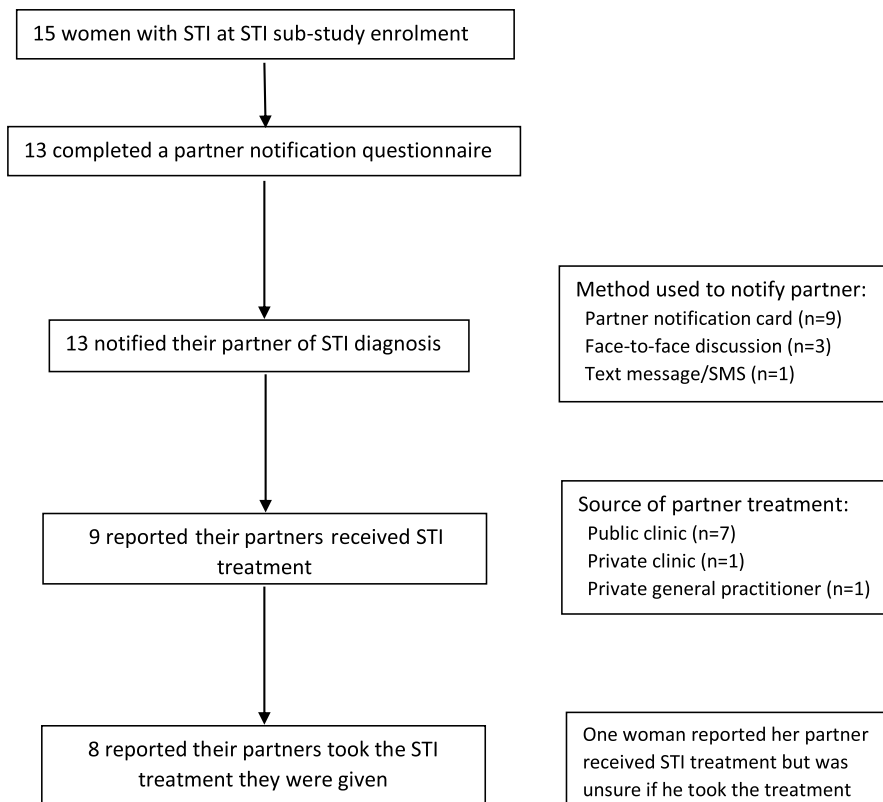 15 women with STI at STI sub-study enrolment
13 completed a partner notification questionnaire
13 notified their partner of STI diagnosis
Method used to notify partner:
Partner notification card (n=9)
Face-to-face discussion (n=3)
Text message/SMS (n=1)
9 reported their partners received STI
treatment
Source of partner treatment:
Public clinic (n=7)
Private clinic (n=1)
Private general practitioner (n=1)
8 reported their partners took the STI
treatment they were given
One woman reported her partner
received STI treatment but was
unsure if he took the treatment